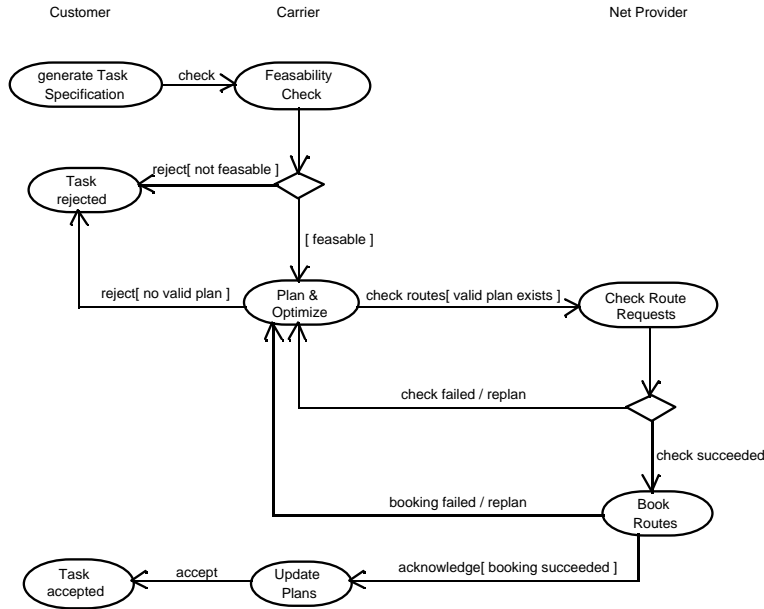 Customer
Carrier
Net Provider
generate Task
Specification
check
Feasability
Check
reject[ not feasable ]
Task
rejected
[ feasable ]
reject[ no valid plan ]
Plan &
Optimize
check routes[ valid plan exists ]
Check Route
Requests
check failed / replan
check succeeded
booking failed / replan
Book
Routes
acknowledge[ booking succeeded ]
Task
accepted
accept
Update
Plans